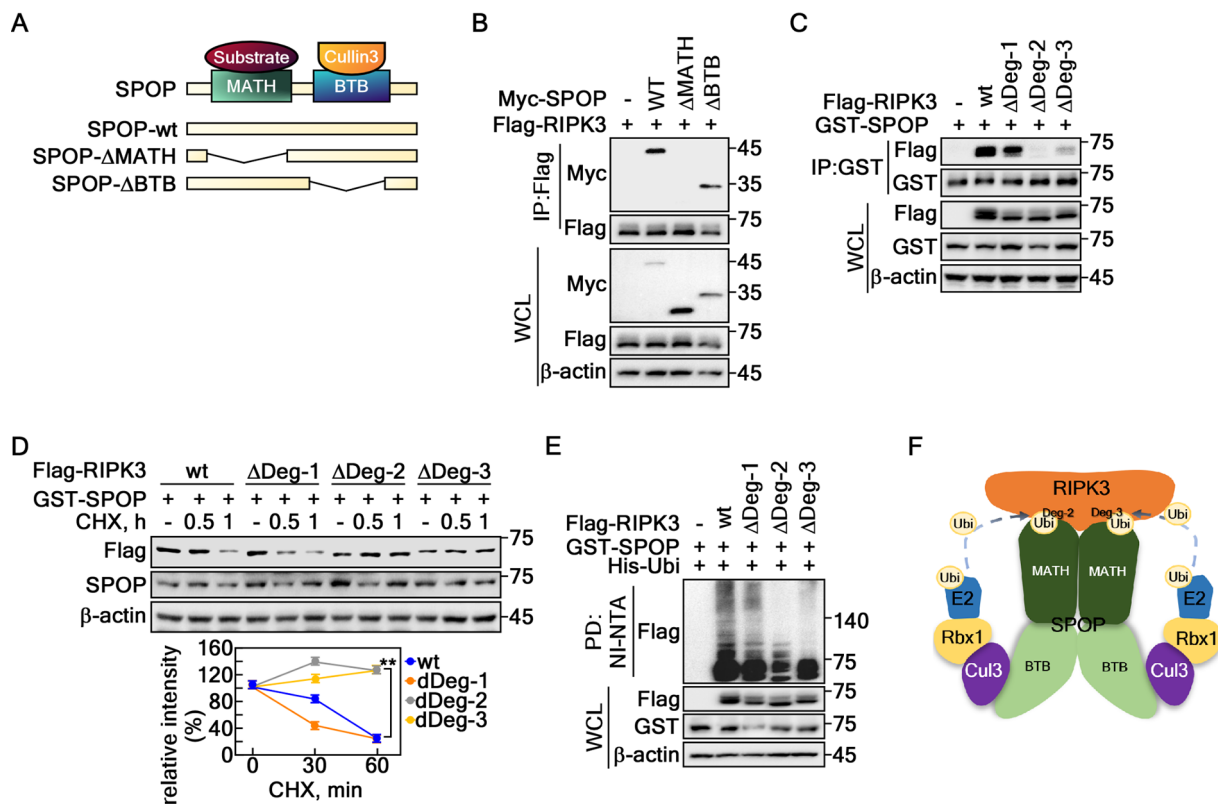 A
Substrate
Cullin3
SPOP
MATH
BTB
SPOP-wt
SPOP-ΔMATH
SPOP-ΔBTB
B
Myc-SPOP - WT ΔMATH ΔBTB
Flag-RIPK3 + + + +
IP:Flag
Myc
45
35
Flag
75
WCL
Myc
45
35
Flag
75
β-actin
45
C
Flag-RIPK3 - wt ΔDeg-1 ΔDeg-2 ΔDeg-3
GST-SPOP + + + + +
IP:GST
Flag
75
GST
75
WCL
Flag
75
GST
75
β-actin
45
D
Flag-RIPK3 wt ΔDeg-1 ΔDeg-2 ΔDeg-3
GST-SPOP + + + + + + + + + + + +
CHX, h - 0.5 1 - 0.5 1 - 0.5 1 - 0.5 1
Flag
75
SPOP
75
β-actin
45
relative intensity (%)
160
120
80
40
0
0 30 60
CHX, min
**
wt
dDeg-1
dDeg-2
dDeg-3
E
Flag-RIPK3 - wt ΔDeg-1 ΔDeg-2 ΔDeg-3
GST-SPOP + + + + +
His-Ubi + + + + +
PD:
NI-NTA
Flag
140
75
WCL
Flag
75
GST
75
β-actin
45
F
RIPK3
Deg-2
Deg-3
Ubi
Ubi
Ubi
Ubi
MATH
MATH
Ubi
Ubi
E2
E2
SPOP
Rbx1
Rbx1
BTB
BTB
Cul3
Cul3